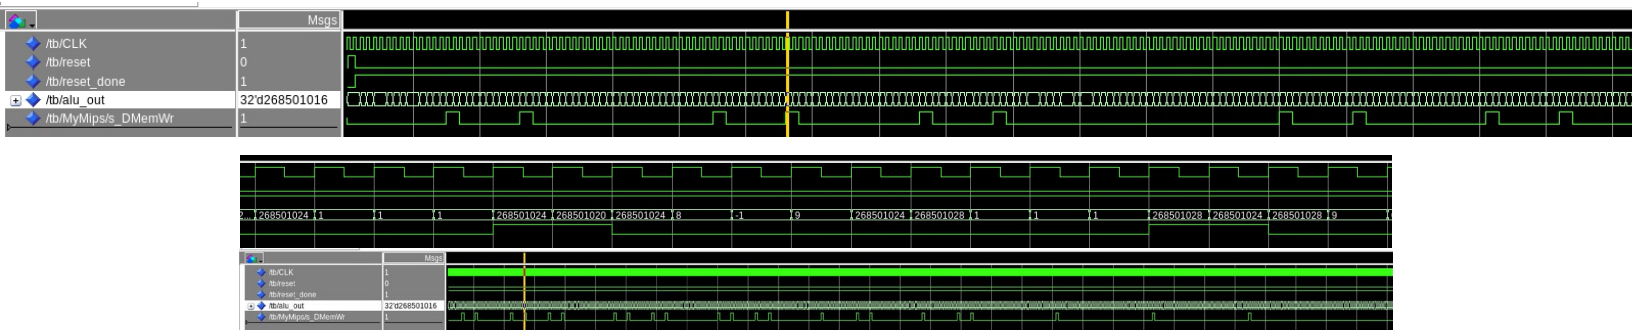 Msgs
/tb/CLK 1
/tb/reset 0
/tb/reset_done 1
/tb/alu_out 32'd268501016
/tb/MyMips/s_DMemWr 1
2... 268501024 1 1 1 268501024 268501020 268501024 8 -1 9 268501024 268501028 1 1 1 268501028 268501024 268501028 9
Msgs
/tb/CLK 1
/tb/reset 0
/tb/reset_done 1
/tb/alu_out 32'd268501016
/tb/MyMips/s_DMemWr 1